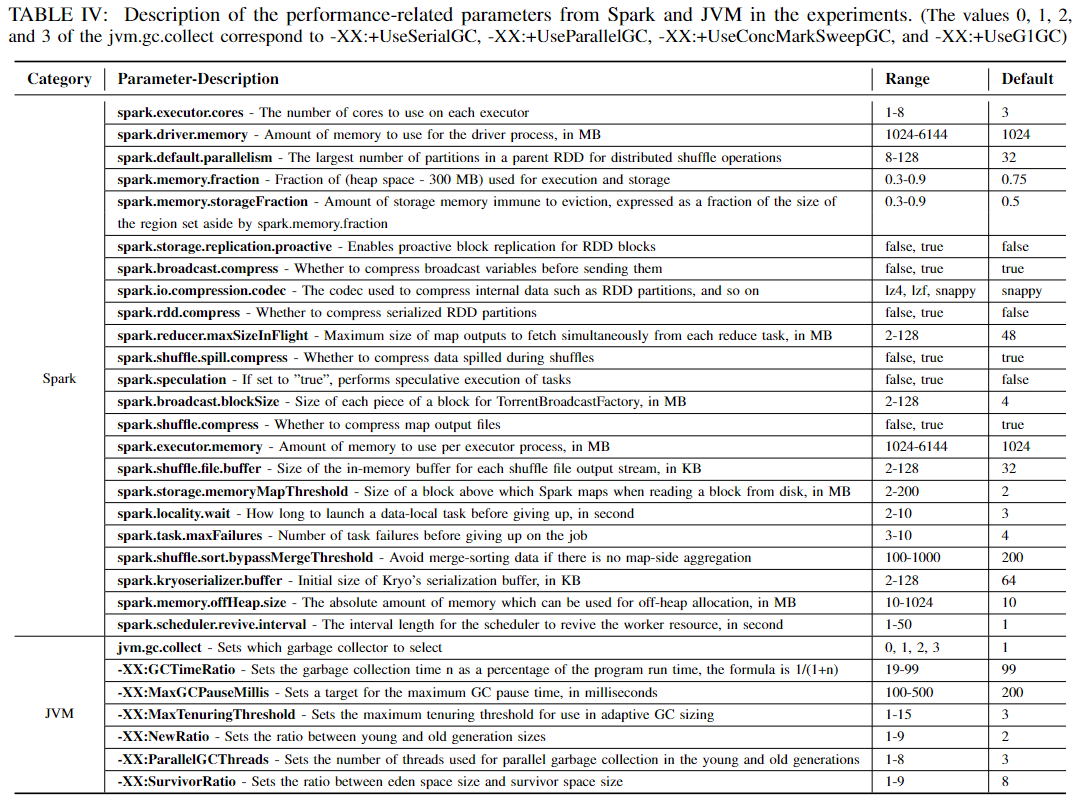 TABLE IV: Description of the performance-related parameters from Spark and JVM in the experiments. (The values 0, 1, 2,
and 3 of the jvm.gc.collect correspond to -XX:+UseSerialGC, -XX:+UseParallelGC, -XX:+UseConcMarkSweepGC, and -XX:+UseG1GC)
Category Parameter-Description Range Default
spark.executor.cores - The number of cores to use on each executor 1-8 3
spark.driver.memory - Amount of memory to use for the driver process, in MB 1024-6144 1024
spark.default.parallelism - The largest number of partitions in a parent RDD for distributed shuffle operations 8-128 32
spark.memory.fraction - Fraction of (heap space - 300 MB) used for execution and storage 0.3-0.9 0.75
spark.memory.storageFraction - Amount of storage memory immune to eviction, expressed as a fraction of the size of 0.3-0.9 0.5
the region set aside by spark.memory.fraction
spark.storage.replication.proactive - Enables proactive block replication for RDD blocks false, true false
spark.broadcast.compress - Whether to compress broadcast variables before sending them false, true true
spark.io.compression.codec - The codec used to compress internal data such as RDD partitions, and so on lz4, lzf, snappy snappy
spark.rdd.compress - Whether to compress serialized RDD partitions false, true false
spark.reducer.maxSizeInFlight - Maximum size of map outputs to fetch simultaneously from each reduce task, in MB 2-128 48
spark.shuffle.spill.compress - Whether to compress data spilled during shuffles false, true true
Spark spark.speculation - If set to ”true”, performs speculative execution of tasks false, true false
spark.broadcast.blockSize - Size of each piece of a block for TorrentBroadcastFactory, in MB 2-128 4
spark.shuffle.compress - Whether to compress map output files false, true true
spark.executor.memory - Amount of memory to use per executor process, in MB 1024-6144 1024
spark.shuffle.file.buffer - Size of the in-memory buffer for each shuffle file output stream, in KB 2-128 32
spark.storage.memoryMapThreshold - Size of a block above which Spark maps when reading a block from disk, in MB 2-200 2
spark.locality.wait - How long to launch a data-local task before giving up, in second 2-10 3
spark.task.maxFailures - Number of task failures before giving up on the job 3-10 4
spark.shuffle.sort.bypassMergeThreshold - Avoid merge-sorting data if there is no map-side aggregation 100-1000 200
spark.kryoserializer.buffer - Initial size of Kryo's serialization buffer, in KB 2-128 64
spark.memory.offHeap.size - The absolute amount of memory which can be used for off-heap allocation, in MB 10-1024 10
spark.scheduler.revive.interval - The interval length for the scheduler to revive the worker resource, in second 1-50 1
jvm.gc.collect - Sets which garbage collector to select 0, 1, 2, 3 1
-XX:GCTimeRatio - Sets the garbage collection time n as a percentage of the program run time, the formula is 1/(1+n) 19-99 99
-XX:MaxGCPauseMillis - Sets a target for the maximum GC pause time, in milliseconds 100-500 200
JVM -XX:MaxTenuringThreshold - Sets the maximum tenuring threshold for use in adaptive GC sizing 1-15 3
-XX:NewRatio - Sets the ratio between young and old generation sizes 1-9 2
-XX:ParallelGCThreads - Sets the number of threads used for parallel garbage collection in the young and old generations 1-8 3
-XX:SurvivorRatio - Sets the ratio between eden space size and survivor space size 1-9 8